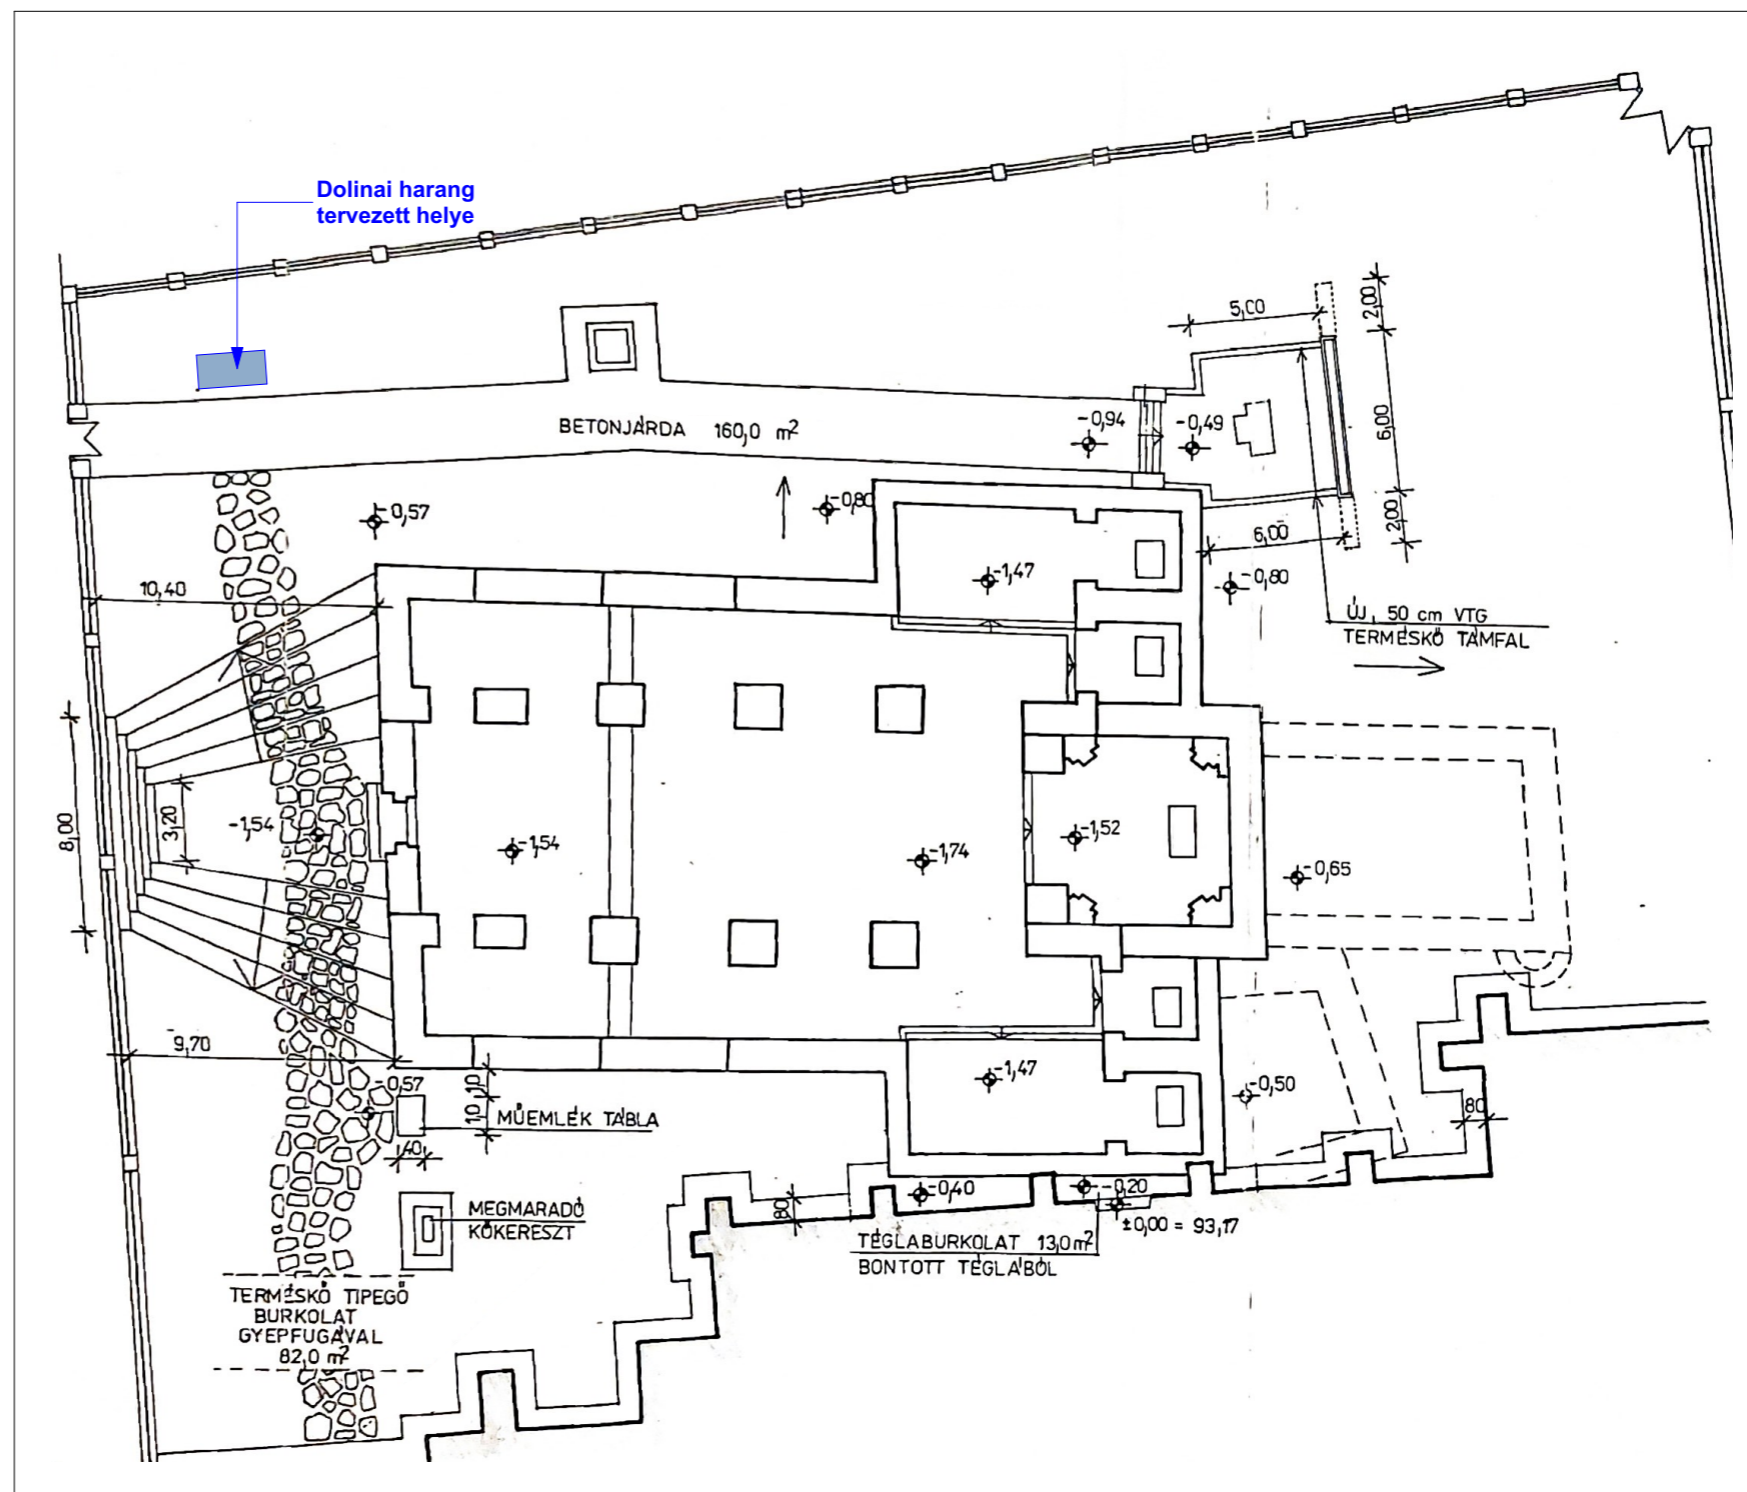 Dolinai harang
tervezett helye
5,00
2,00
6,00
2,00
BETONJÁRDA 160,0 m²
-0,94
-0,49
-0,57
-0,80
6,00
-1,47
-0,80
10,40
ÚJ, 50 cm VTG
TERMÉSKŐ TÁMFAL
8,00
3,20
-1,54
-1,54
-1,74
-1,52
-0,65
9,70
-0,57
1,0
1,0
-1,47
-0,50
80
MŰEMLÉK TÁBLA
40
MEGMARADÓ
KŐKERESZT
80
-0,40
-0,20
±0,00 = 93,17
TÉGLABURKOLAT 13,0 m²
BONTOTT TÉGLÁBÓL
TERMÉSKŐ TIPEGŐ
BURKOLAT
GYEPFUGÁVAL
82,0 m²